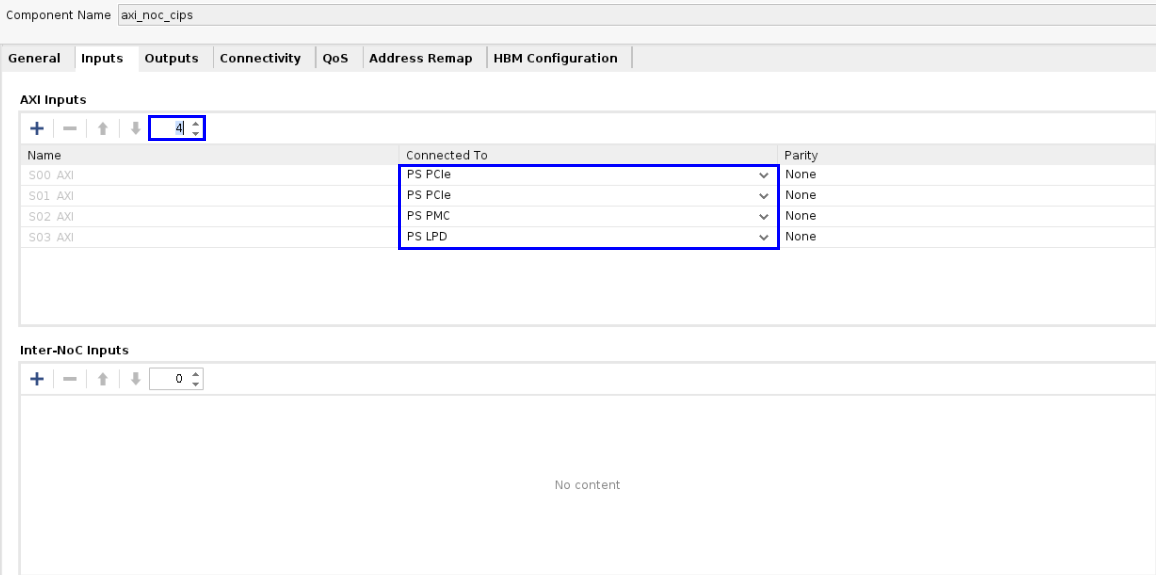 Component Name axi_noc_cips
General Inputs Outputs Connectivity QoS Address Remap HBM Configuration
AXI Inputs
4
Name Connected To Parity
S00 AXI PS PCIe None
S01 AXI PS PCIe None
S02 AXI PS PMC None
S03 AXI PS LPD None
Inter-NoC Inputs
0
No content